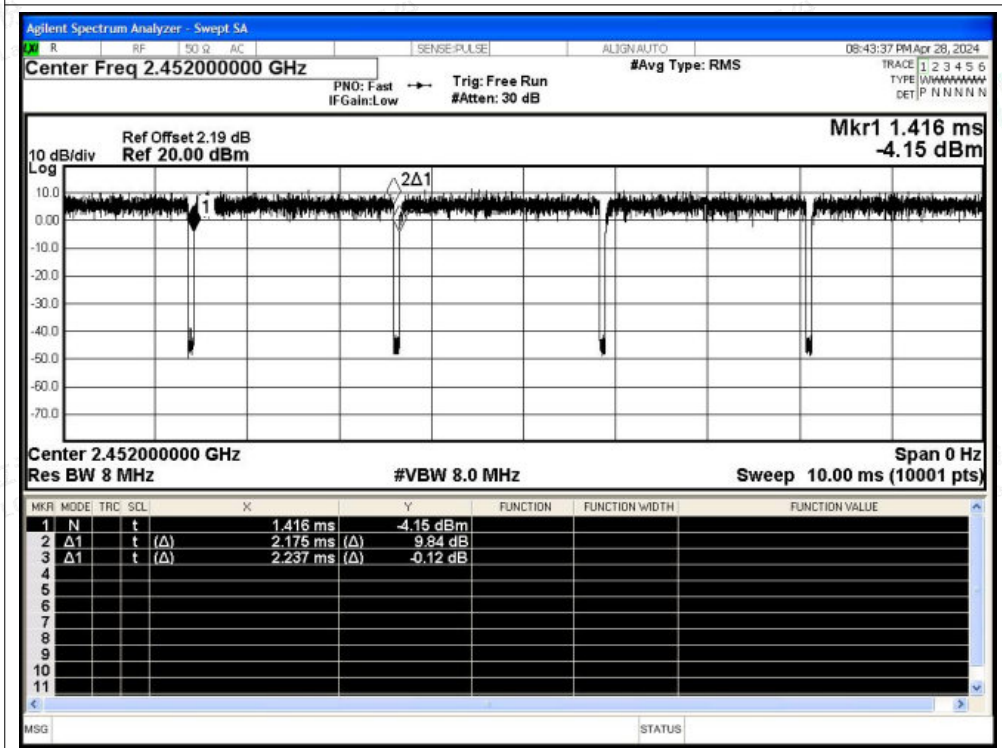 Agilent Spectrum Analyzer - Swept SA
LXI R RF 50 Ω AC SENSE:PULSE ALIGN AUTO 08:43:37 PM Apr 28, 2024
Center Freq 2.452000000 GHz #Avg Type: RMS TRACE 1 2 3 4 5 6
PNO: Fast Trig: Free Run TYPE WWWWWW
IFGain:Low #Atten: 30 dB DET P N N N N N
Mkr1 1.416 ms
Ref Offset 2.19 dB
10 dB/div Ref 20.00 dBm -4.15 dBm
Log
2Δ1
10.0
1
0.00
-10.0
-20.0
-30.0
-40.0
-50.0
-60.0
-70.0
Center 2.452000000 GHz Span 0 Hz
Res BW 8 MHz #VBW 8.0 MHz Sweep 10.00 ms (10001 pts)
MKR MODE TRC SCL X Y FUNCTION FUNCTION WIDTH FUNCTION VALUE
1 N t 1.416 ms -4.15 dBm
2 Δ1 t (Δ) 2.175 ms (Δ) 9.84 dB
3 Δ1 t (Δ) 2.237 ms (Δ) -0.12 dB
4
5
6
7
8
9
10
11
MSG STATUS